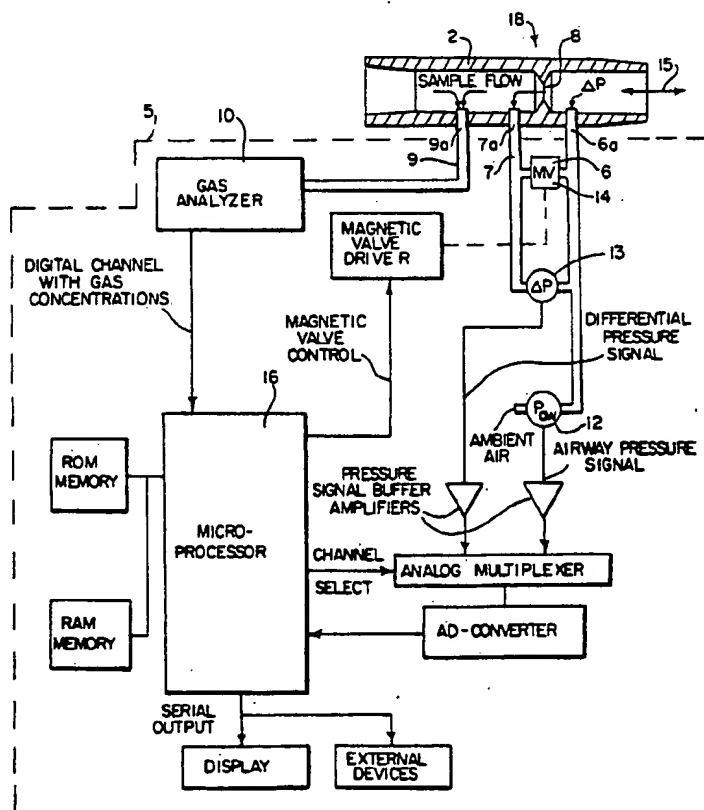 18
2
8
SAMPLE FLOW
ΔP
15
5
10
9a
7a
6a
9
7
6
MV
14
GAS
ANALYZER
MAGNETIC
VALVE
DRIVER
13
ΔP
DIGITAL CHANNEL
WITH GAS
CONCENTRATIONS
MAGNETIC
VALVE
CONTROL
DIFFERENTIAL
PRESSURE
SIGNAL
16
Paw
12
AMBIENT
AIR
AIRWAY PRESSURE
SIGNAL
ROM
MEMORY
PRESSURE
SIGNAL BUFFER
AMPLIFIERS
MICRO-
PROCESSOR
CHANNEL
SELECT
ANALOG MULTIPLEXER
RAM
MEMORY
AD-CONVERTER
SERIAL
OUTPUT
DISPLAY
EXTERNAL
DEVICES